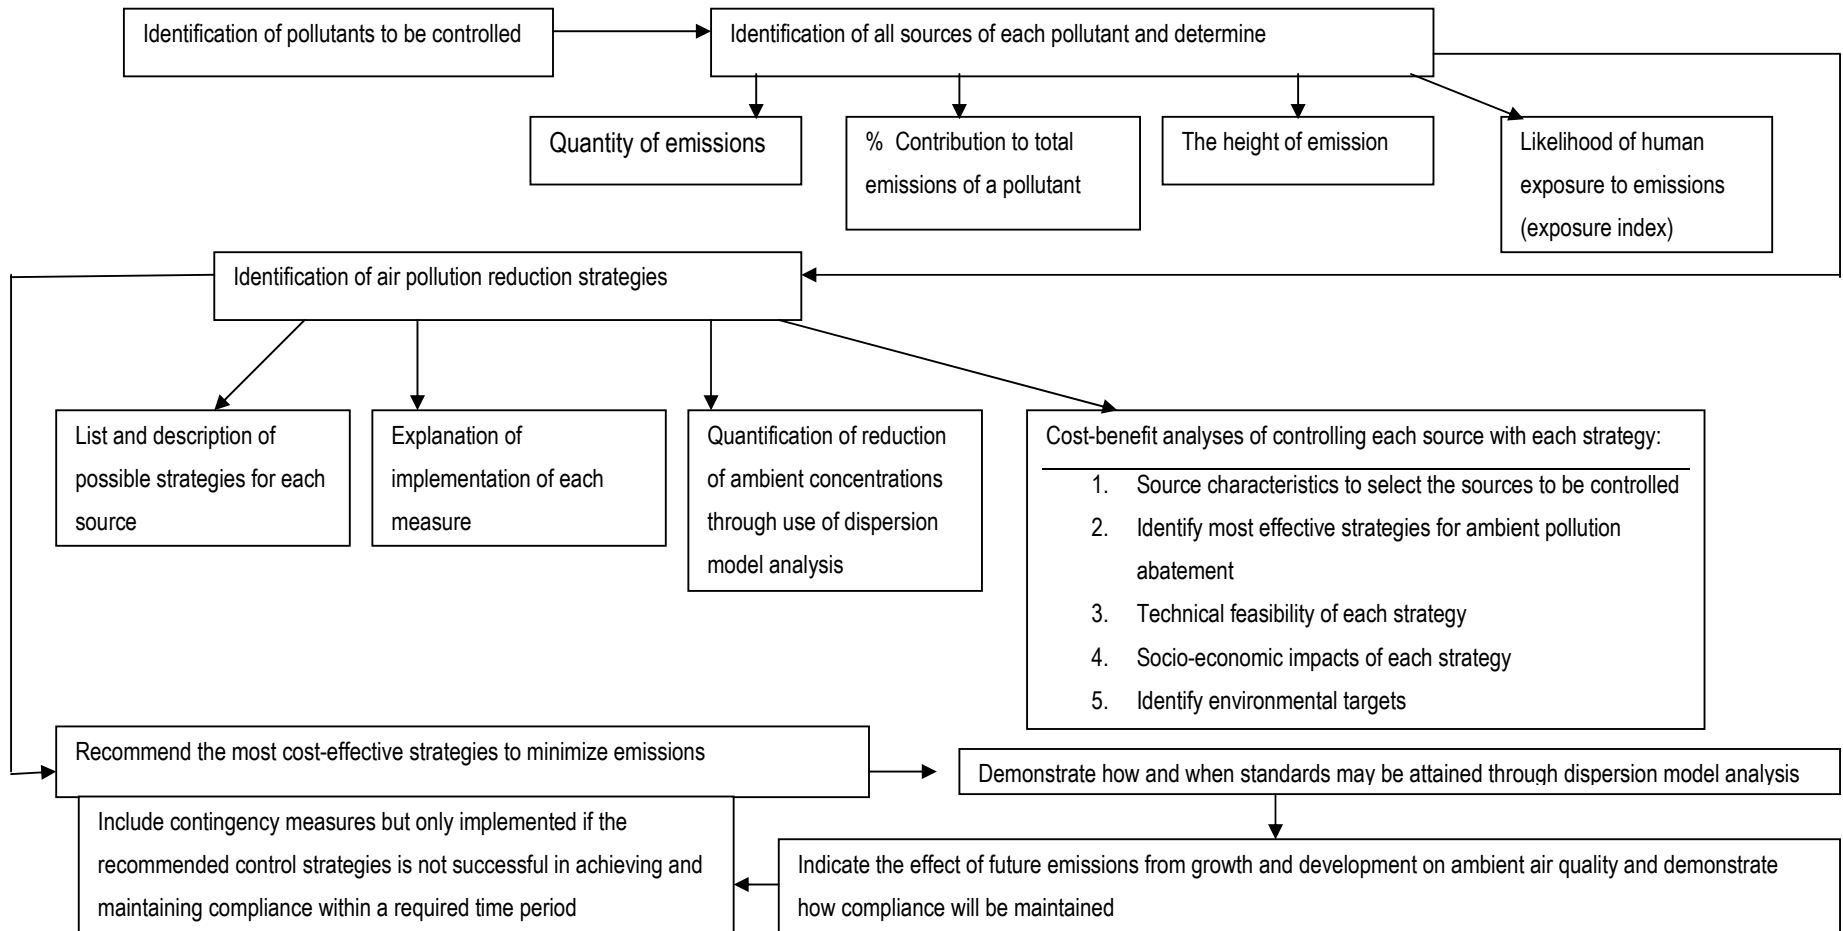 Identification of pollutants to be controlled
Identification of all sources of each pollutant and determine
Quantity of emissions
% Contribution to total
emissions of a pollutant
The height of emission
Likelihood of human
exposure to emissions
(exposure index)
Identification of air pollution reduction strategies
List and description of
possible strategies for each
source
Explanation of
implementation of each
measure
Quantification of reduction
of ambient concentrations
through use of dispersion
model analysis
Cost-benefit analyses of controlling each source with each strategy:
1. Source characteristics to select the sources to be controlled
2. Identify most effective strategies for ambient pollution
abatement
3. Technical feasibility of each strategy
4. Socio-economic impacts of each strategy
5. Identify environmental targets
Recommend the most cost-effective strategies to minimize emissions
Demonstrate how and when standards may be attained through dispersion model analysis
Indicate the effect of future emissions from growth and development on ambient air quality and demonstrate
how compliance will be maintained
Include contingency measures but only implemented if the
recommended control strategies is not successful in achieving and
maintaining compliance within a required time period